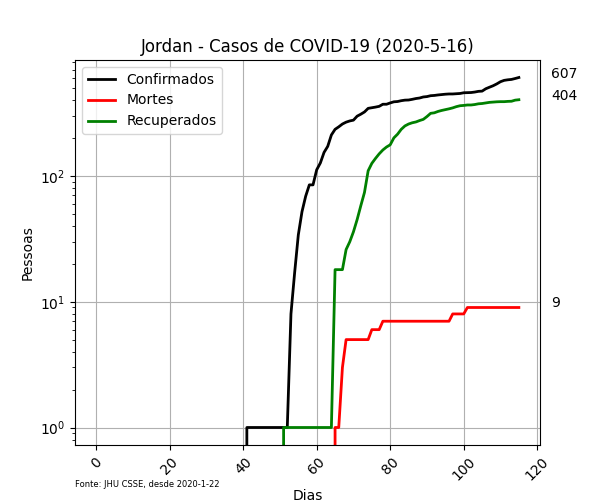 Jordan - Casos de COVID-19 (2020-5-16)
Confirmados
Mortes
Recuperados
607
404
9
10²
10¹
10⁰
Pessoas
0
20
40
60
80
100
120
Dias
Fonte: JHU CSSE, desde 2020-1-22